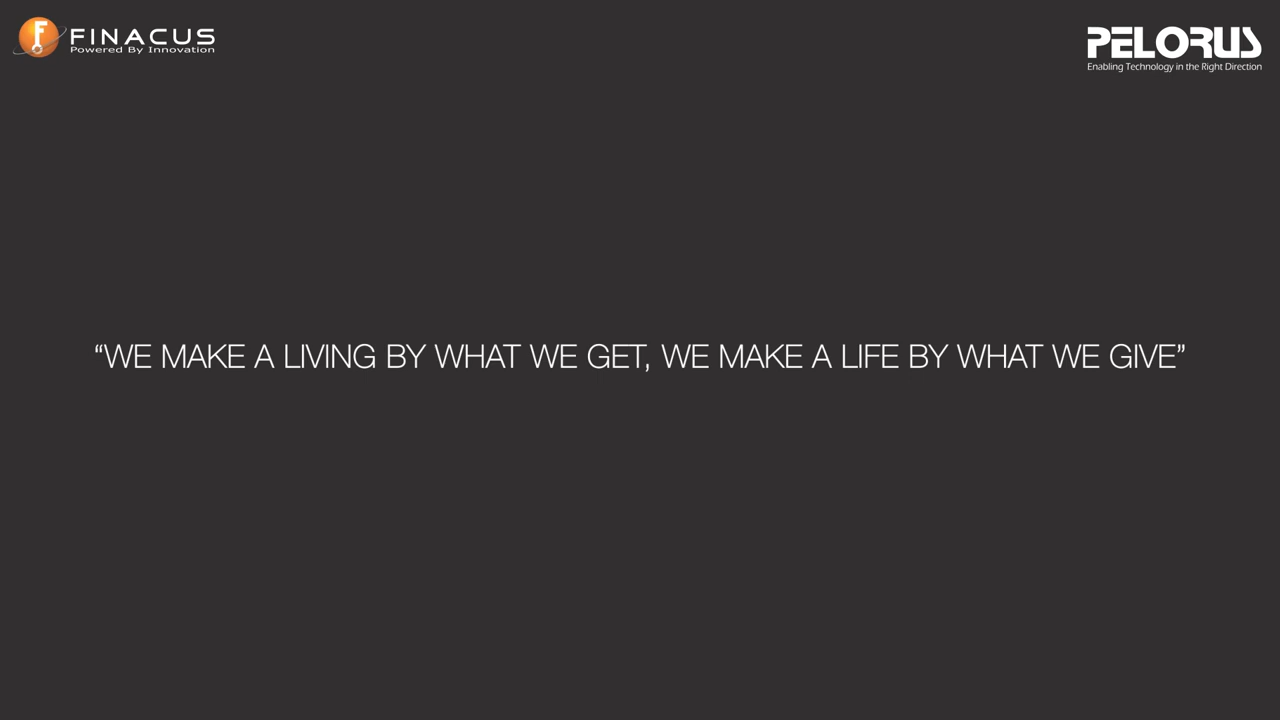 FINACUS
Powered By Innovation
PELORUS
Enabling Technology in the Right Direction
“WE MAKE A LIVING BY WHAT WE GET, WE MAKE A LIFE BY WHAT WE GIVE”